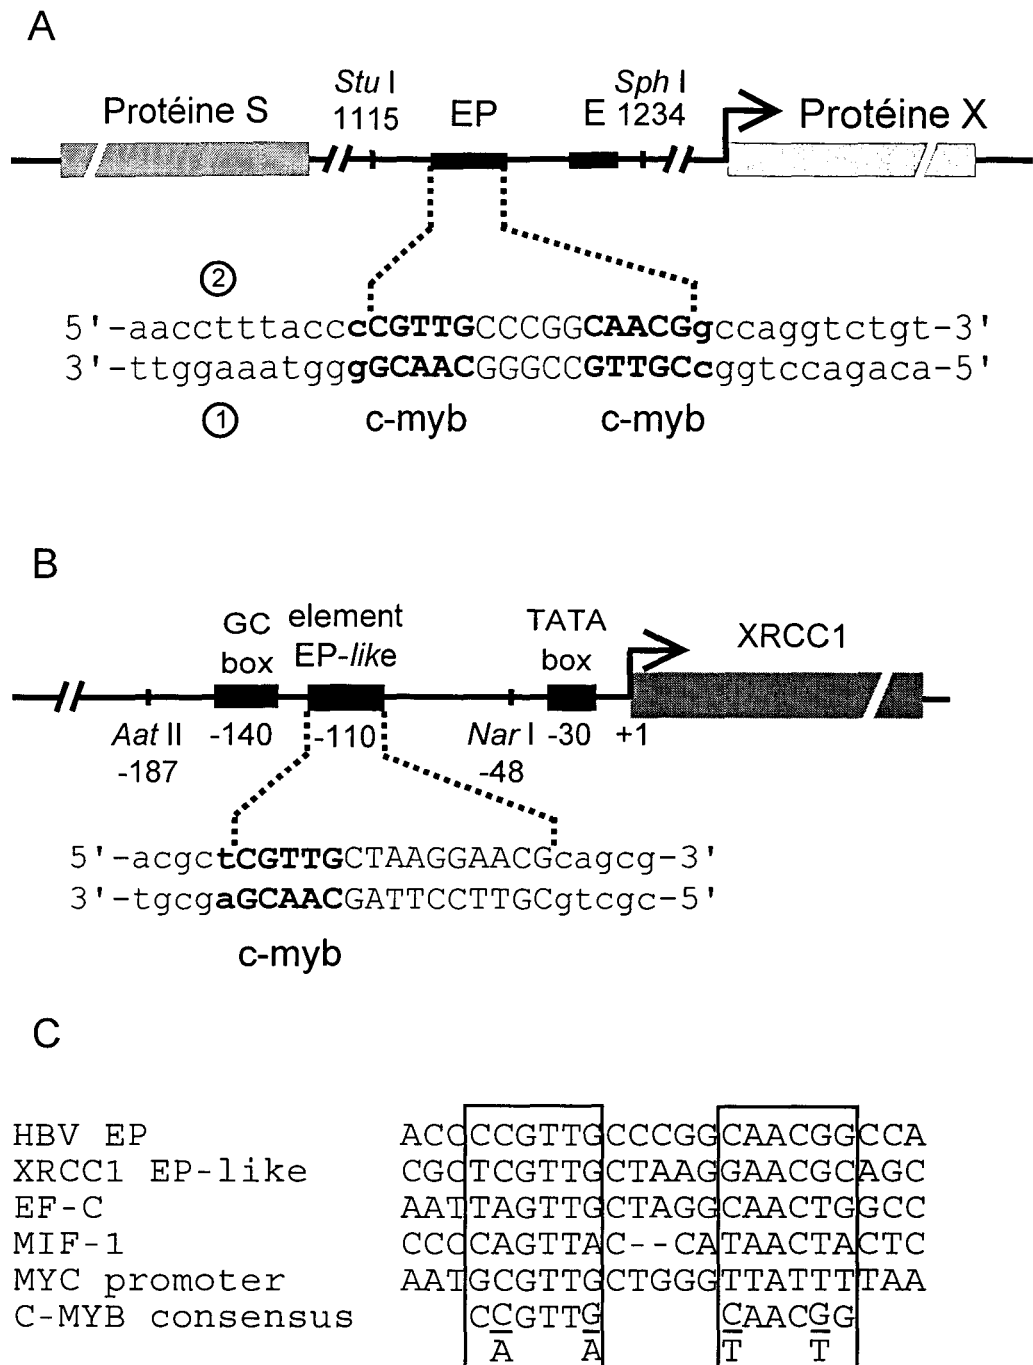 A
Protéine S
Stu I
1115
EP
E
Sph I
1234
Protéine X
2
5'-aacctttacccCGTTGCCCGGCAACGgccaggtctgt-3'
3'-ttggaaatgggGCAACGGGCCGTTGCcggtccagaca-5'
1
c-myb
c-myb
B
GC
box
element
EP-like
TATA
box
XRCC1
Aat II
-187
-140
-110
Nar I
-48
-30
+1
5'-acgctCGTTGCTAAGGAACGcagcg-3'
3'-tgcgaGCAACGATTCCTTGCgtcgc-5'
c-myb
C
HBV EP ACCCCGTTGCCCGGCAACGGCCA
XRCC1 EP-like CGCTCGTTGCTAAGGAACGCAGC
EF-C AATTAGTTGCTAGGCAACTGGCC
MIF-1 CCCCAGTTAC--CATAACTACTC
MYC promoter AATGCGTTGCTGGGTTATTTTAA
C-MYB consensus CCGTTG CAACGG
A A T T